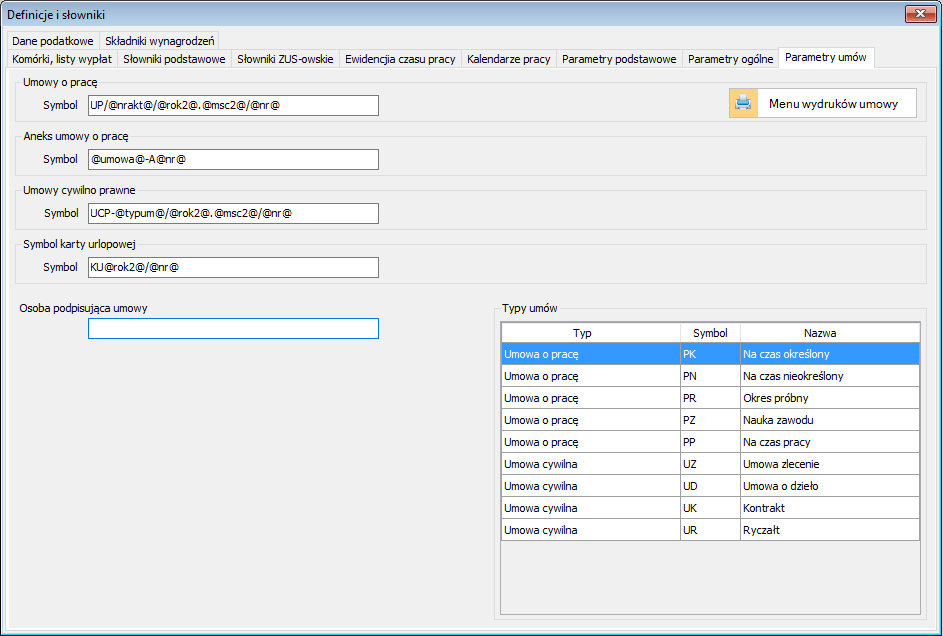 Definicje i słowniki
Dane podatkowe Składniki wynagrodzeń
Komórki, listy wypłat Słowniki podstawowe Słowniki ZUS-owskie Ewidencjia czasu pracy Kalendarze pracy Parametry podstawowe Parametry ogólne Parametry umów
Umowy o pracę
Symbol UP/@nrakt@/@rok2@.@msc2@/@nr@
Menu wydruków umowy
Aneks umowy o pracę
Symbol @umowa@-A@nr@
Umowy cywilno prawne
Symbol UCP-@typum@/@rok2@.@msc2@/@nr@
Symbol karty urlopowej
Symbol KU@rok2@/@nr@
Osoba podpisująca umowy
Typy umów
Typ Symbol Nazwa
Umowa o pracę PK Na czas określony
Umowa o pracę PN Na czas nieokreślony
Umowa o pracę PR Okres próbny
Umowa o pracę PZ Nauka zawodu
Umowa o pracę PP Na czas pracy
Umowa cywilna UZ Umowa zlecenie
Umowa cywilna UD Umowa o dzieło
Umowa cywilna UK Kontrakt
Umowa cywilna UR Ryczałt